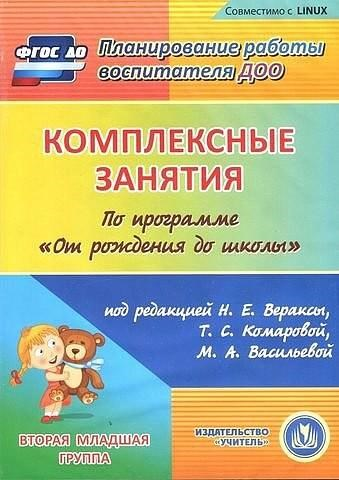 Совместимо с LINUX
ФГОС ДО
Планирование работы
воспитателя ДОО
КОМПЛЕКСНЫЕ
ЗАНЯТИЯ
По программе
«От рождения до школы»
под редакцией Н. Е. Вераксы,
Т. С. Комаровой,
М. А. Васильевой
ВТОРАЯ МЛАДШАЯ
ГРУППА
ИЗДАТЕЛЬСТВО
«УЧИТЕЛЬ»